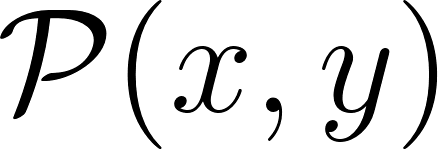 𝒫(x, y)